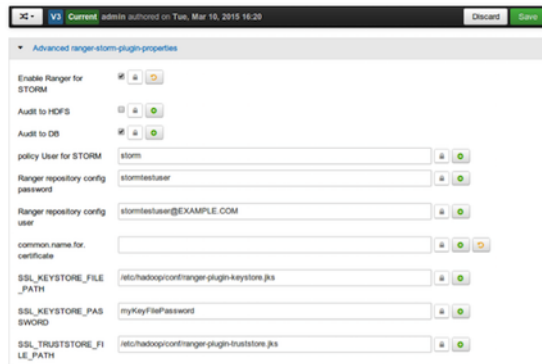 V3 Current admin authored on Tue, Mar 10, 2015 16:20 Discard Save
Advanced ranger-storm-plugin-properties
Enable Ranger for
STORM
Audit to HDFS
Audit to DB
policy User for STORM storm
Ranger repository config stormtestuser
password
Ranger repository config stormtestuser@EXAMPLE.COM
user
common.name.for.
certificate
SSL_KEYSTORE_FILE /etc/hadoop/conf/ranger-plugin-keystore.jks
_PATH
SSL_KEYSTORE_PAS myKeyFilePassword
SWORD
SSL_TRUSTSTORE_FI /etc/hadoop/conf/ranger-plugin-truststore.jks
LE_PATH